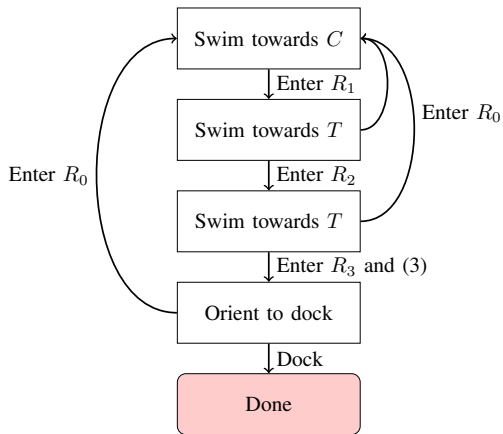 Swim towards C
Enter R₁
Swim towards T
Enter R₀
Enter R₂
Enter R₀
Swim towards T
Enter R₃ and (3)
Orient to dock
Dock
Done